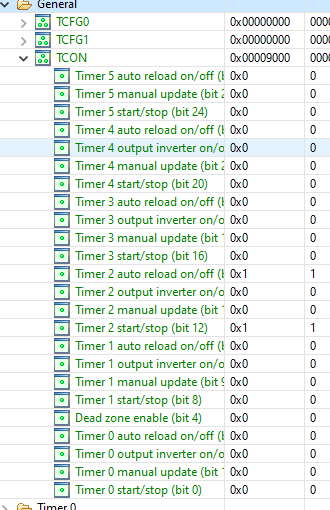 General
TCFG0 0x00000000 0000
TCFG1 0x00000000 0000
TCON 0x00009000 0000
Timer 5 auto reload on/off (b 0x0 0
Timer 5 manual update (bit 2 0x0 0
Timer 5 start/stop (bit 24) 0x0 0
Timer 4 auto reload on/off (b 0x0 0
Timer 4 output inverter on/o 0x0 0
Timer 4 manual update (bit 2 0x0 0
Timer 4 start/stop (bit 20) 0x0 0
Timer 3 auto reload on/off (b 0x0 0
Timer 3 output inverter on/o 0x0 0
Timer 3 manual update (bit 1 0x0 0
Timer 3 start/stop (bit 16) 0x0 0
Timer 2 auto reload on/off (b 0x1 1
Timer 2 output inverter on/o 0x0 0
Timer 2 manual update (bit 1 0x0 0
Timer 2 start/stop (bit 12) 0x1 1
Timer 1 auto reload on/off (b 0x0 0
Timer 1 output inverter on/o 0x0 0
Timer 1 manual update (bit 9 0x0 0
Timer 1 start/stop (bit 8) 0x0 0
Dead zone enable (bit 4) 0x0 0
Timer 0 auto reload on/off (b 0x0 0
Timer 0 output inverter on/o 0x0 0
Timer 0 manual update (bit 1 0x0 0
Timer 0 start/stop (bit 0) 0x0 0
Timer 0